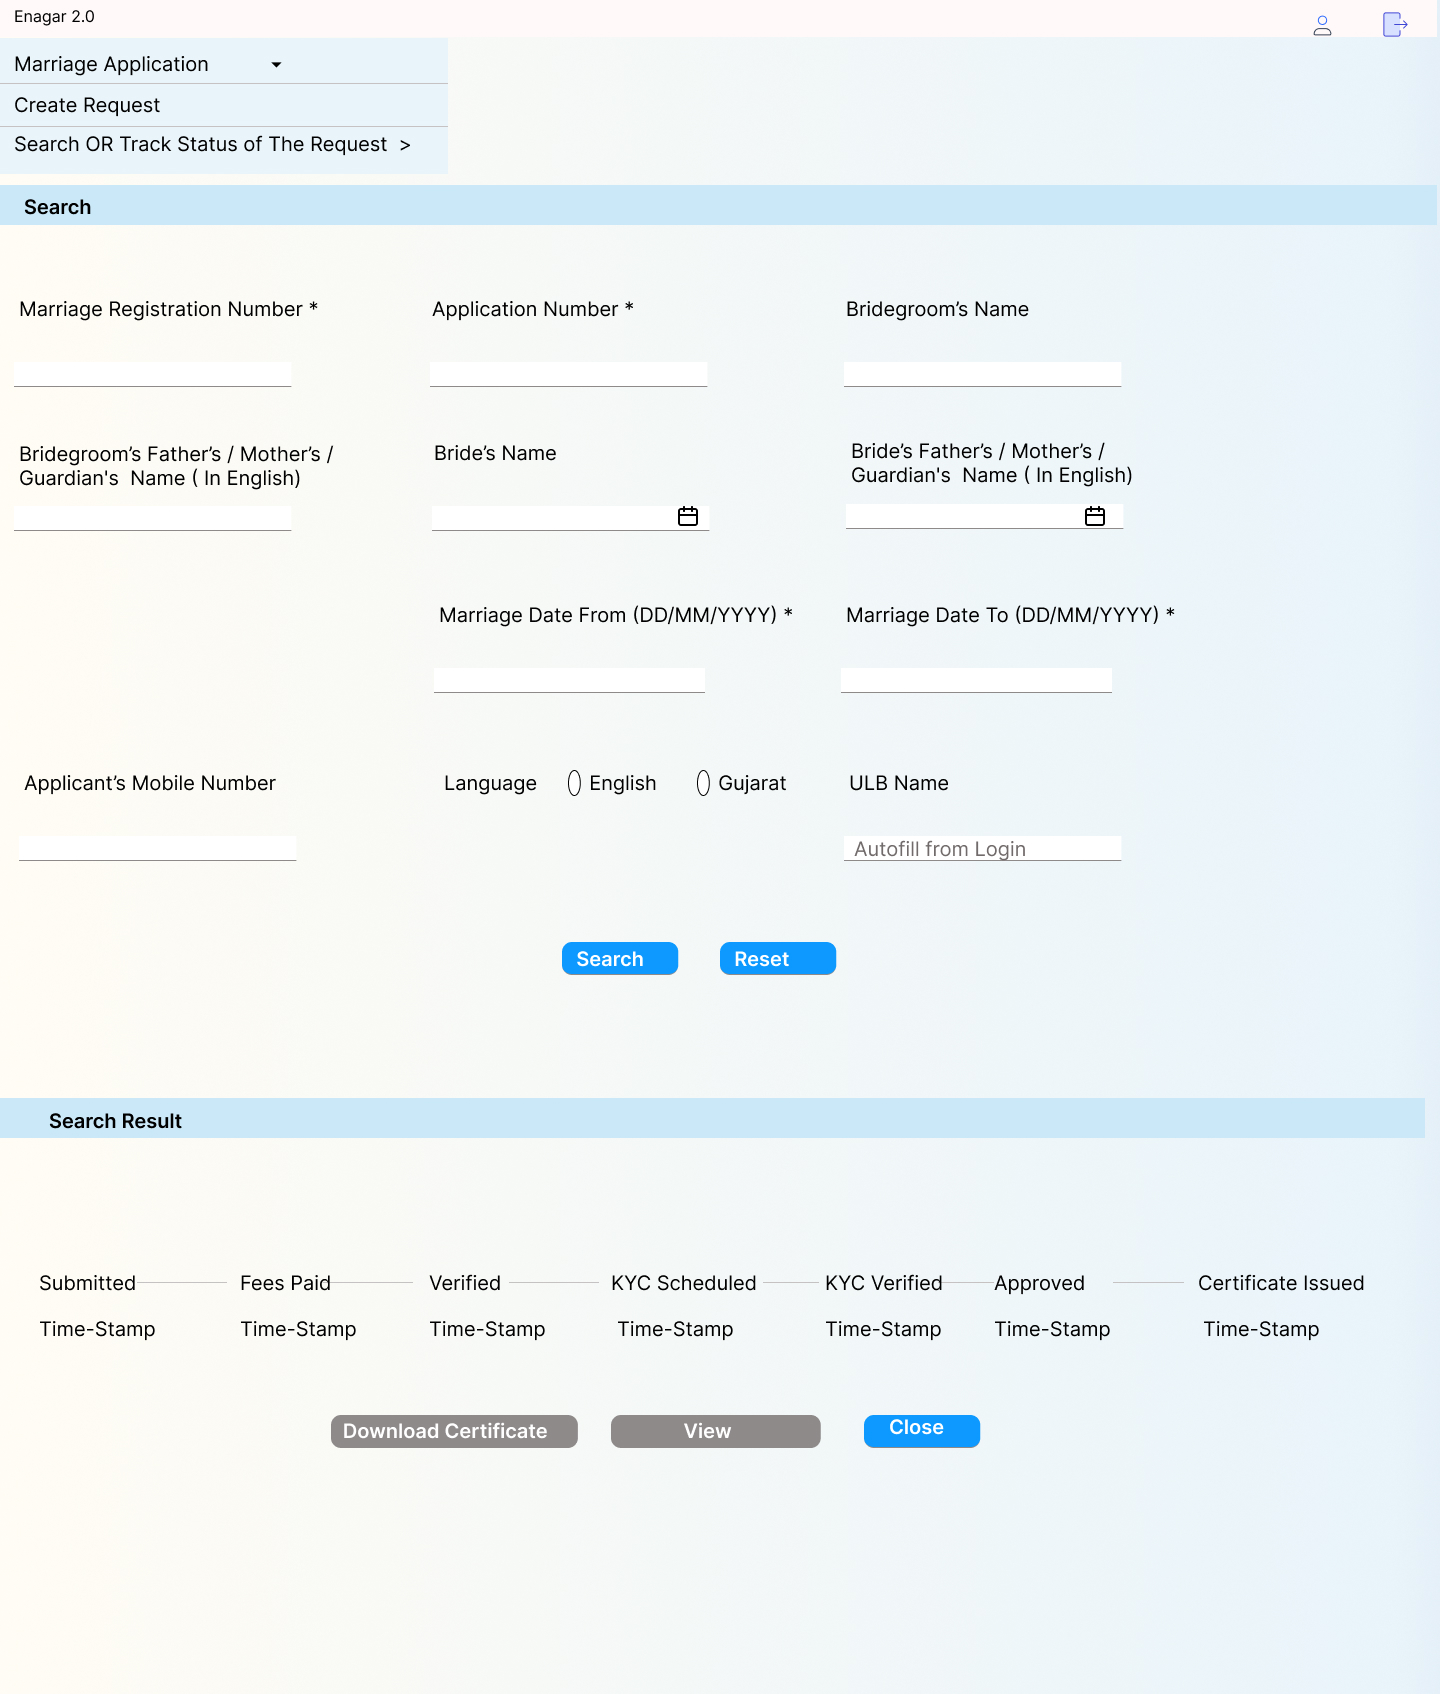 Enagar 2.0
Marriage Application
Create Request
Search OR Track Status of The Request >
Search
Marriage Registration Number *
Application Number *
Bridegroom’s Name
Bridegroom’s Father’s / Mother’s /
Guardian's Name ( In English)
Bride’s Name
Bride’s Father’s / Mother’s /
Guardian's Name ( In English)
Marriage Date From (DD/MM/YYYY) *
Marriage Date To (DD/MM/YYYY) *
Applicant’s Mobile Number
Language English Gujarat
ULB Name
Autofill from Login
Search Reset
Search Result
Submitted Fees Paid Verified KYC Scheduled KYC Verified Approved Certificate Issued
Time-Stamp Time-Stamp Time-Stamp Time-Stamp Time-Stamp Time-Stamp Time-Stamp
Download Certificate View Close